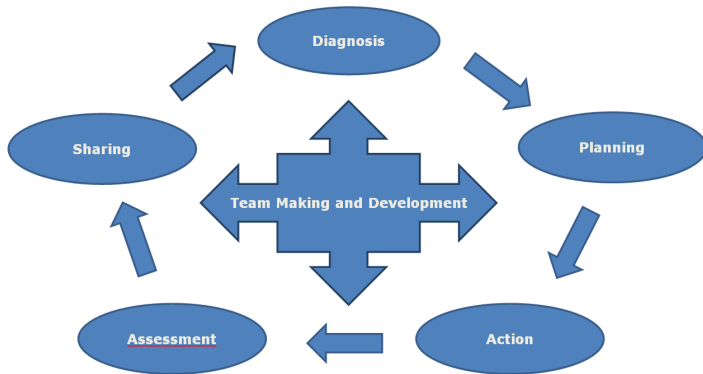 Diagnosis
Sharing
Planning
Team Making and Development
Assessment
Action